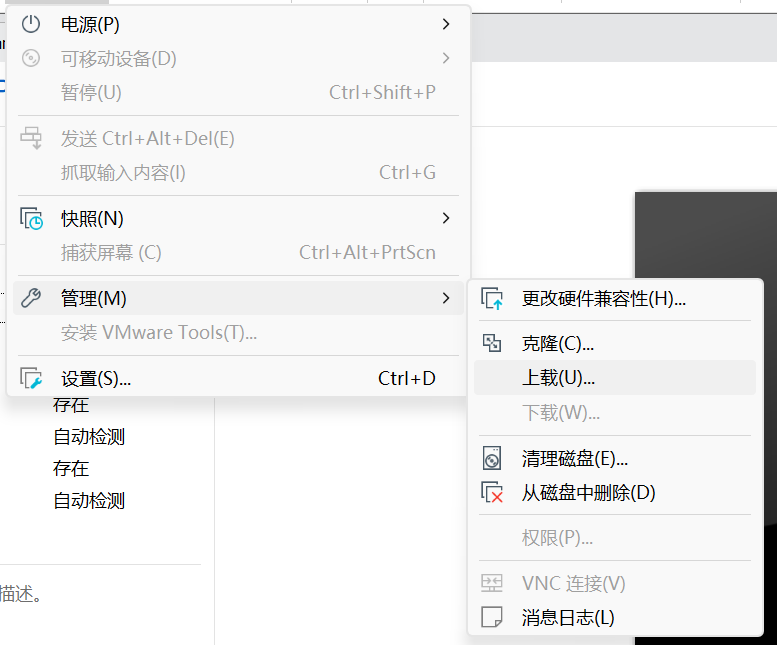 电源(P)
可移动设备(D)
暂停(U) Ctrl+Shift+P
发送 Ctrl+Alt+Del(E)
抓取输入内容(I) Ctrl+G
快照(N)
捕获屏幕 (C) Ctrl+Alt+PrtScn
管理(M)
安装 VMware Tools(T)...
设置(S)... Ctrl+D
更改硬件兼容性(H)...
克隆(C)...
上载(U)...
下载(W)...
清理磁盘(E)...
从磁盘中删除(D)
权限(P)...
VNC 连接(V)
消息日志(L)
存在
自动检测
存在
自动检测
描述。